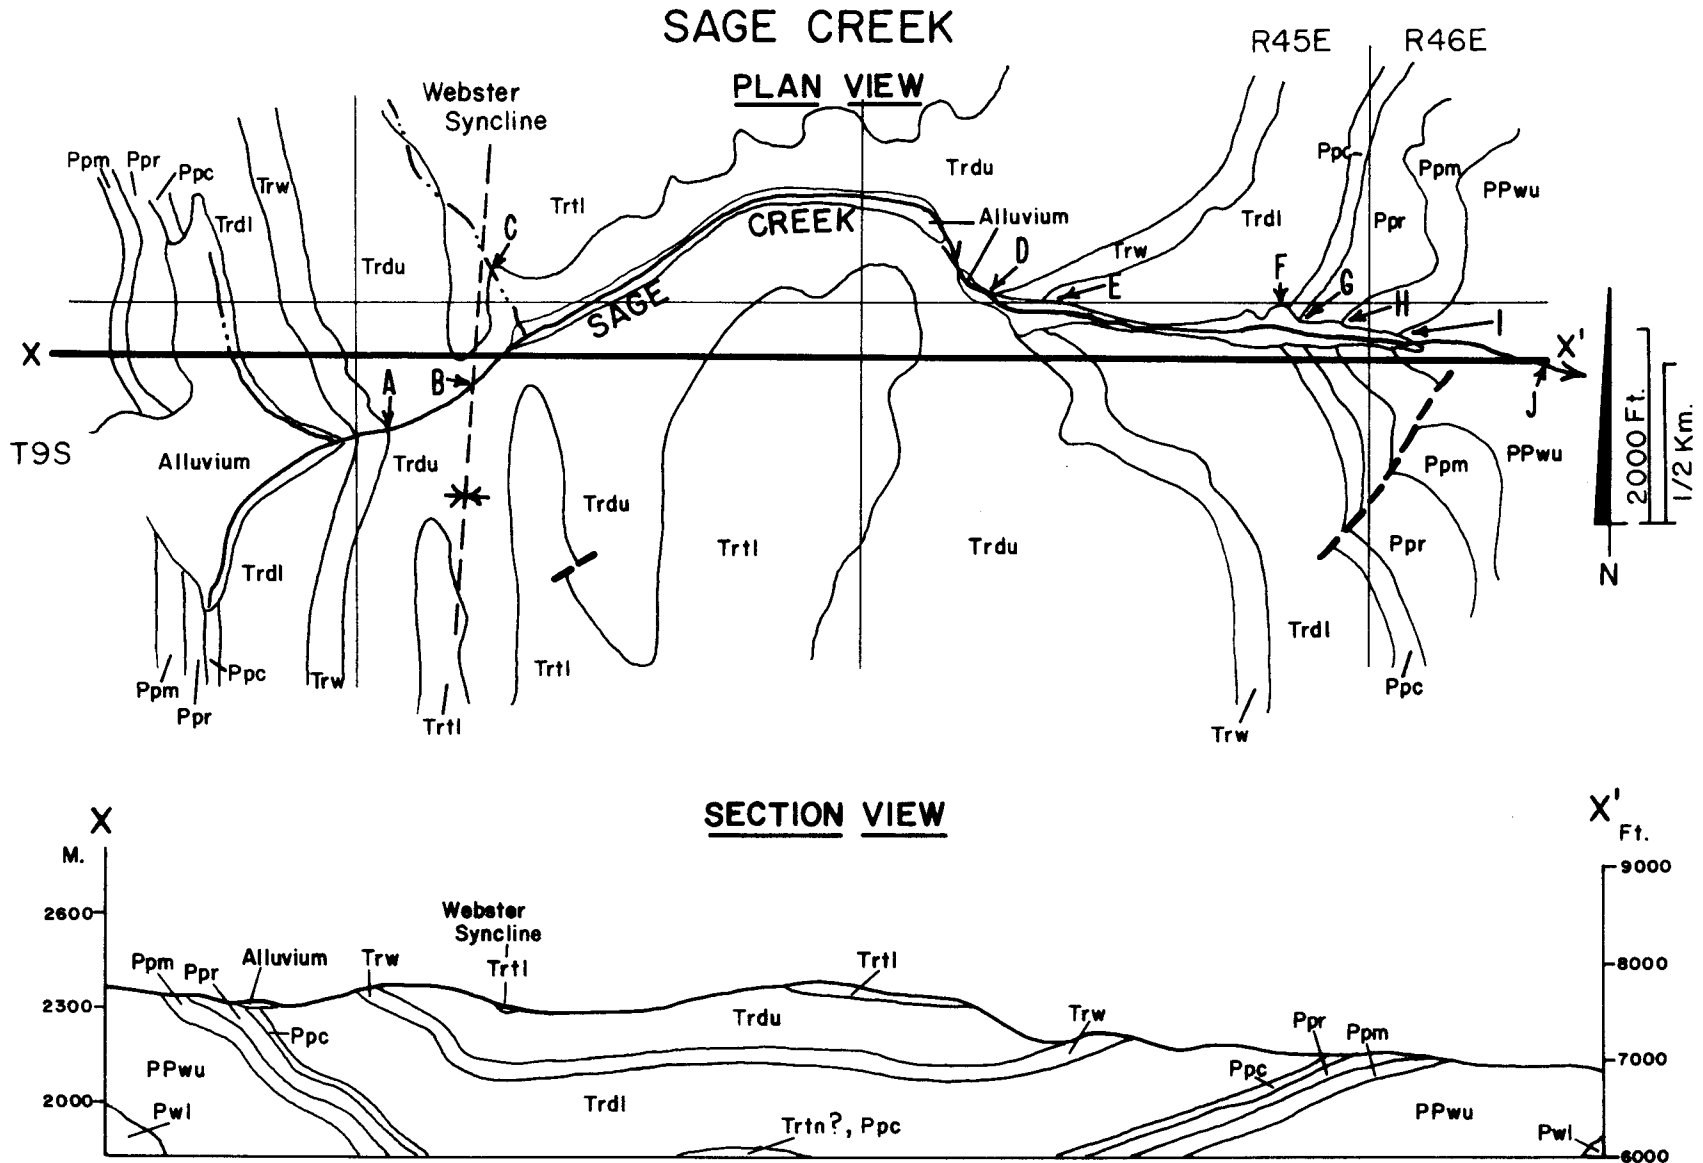 SAGE CREEK
R45E
R46E
PLAN VIEW
Webster
Syncline
Ppm
Ppr
Ppc
Trw
Trdl
Trdu
C
Trtl
Trdu
Alluvium
CREEK
SAGE
D
E
Trw
Trdl
F
G
H
I
Ppc
Ppr
Ppm
PPwu
X
X'
J
A
B
T9S
Alluvium
Trdu
Trdu
Trtl
Trdu
Trdl
Trw
Trtl
Trtl
Ppm
Ppr
Ppc
Trdl
Trw
Ppc
Ppr
Ppm
PPwu
2000 Ft.
1/2 Km.
N
SECTION VIEW
X
X'
M.
Ft.
2600
2300
2000
9000
8000
7000
6000
Webster
Syncline
Trtl
Ppm
Ppr
Alluvium
Trw
Ppc
Trtl
Trdu
Trw
Ppr
Ppm
Ppc
PPwu
Pwl
Trdl
Trtn?, Ppc
PPwu
Pwl